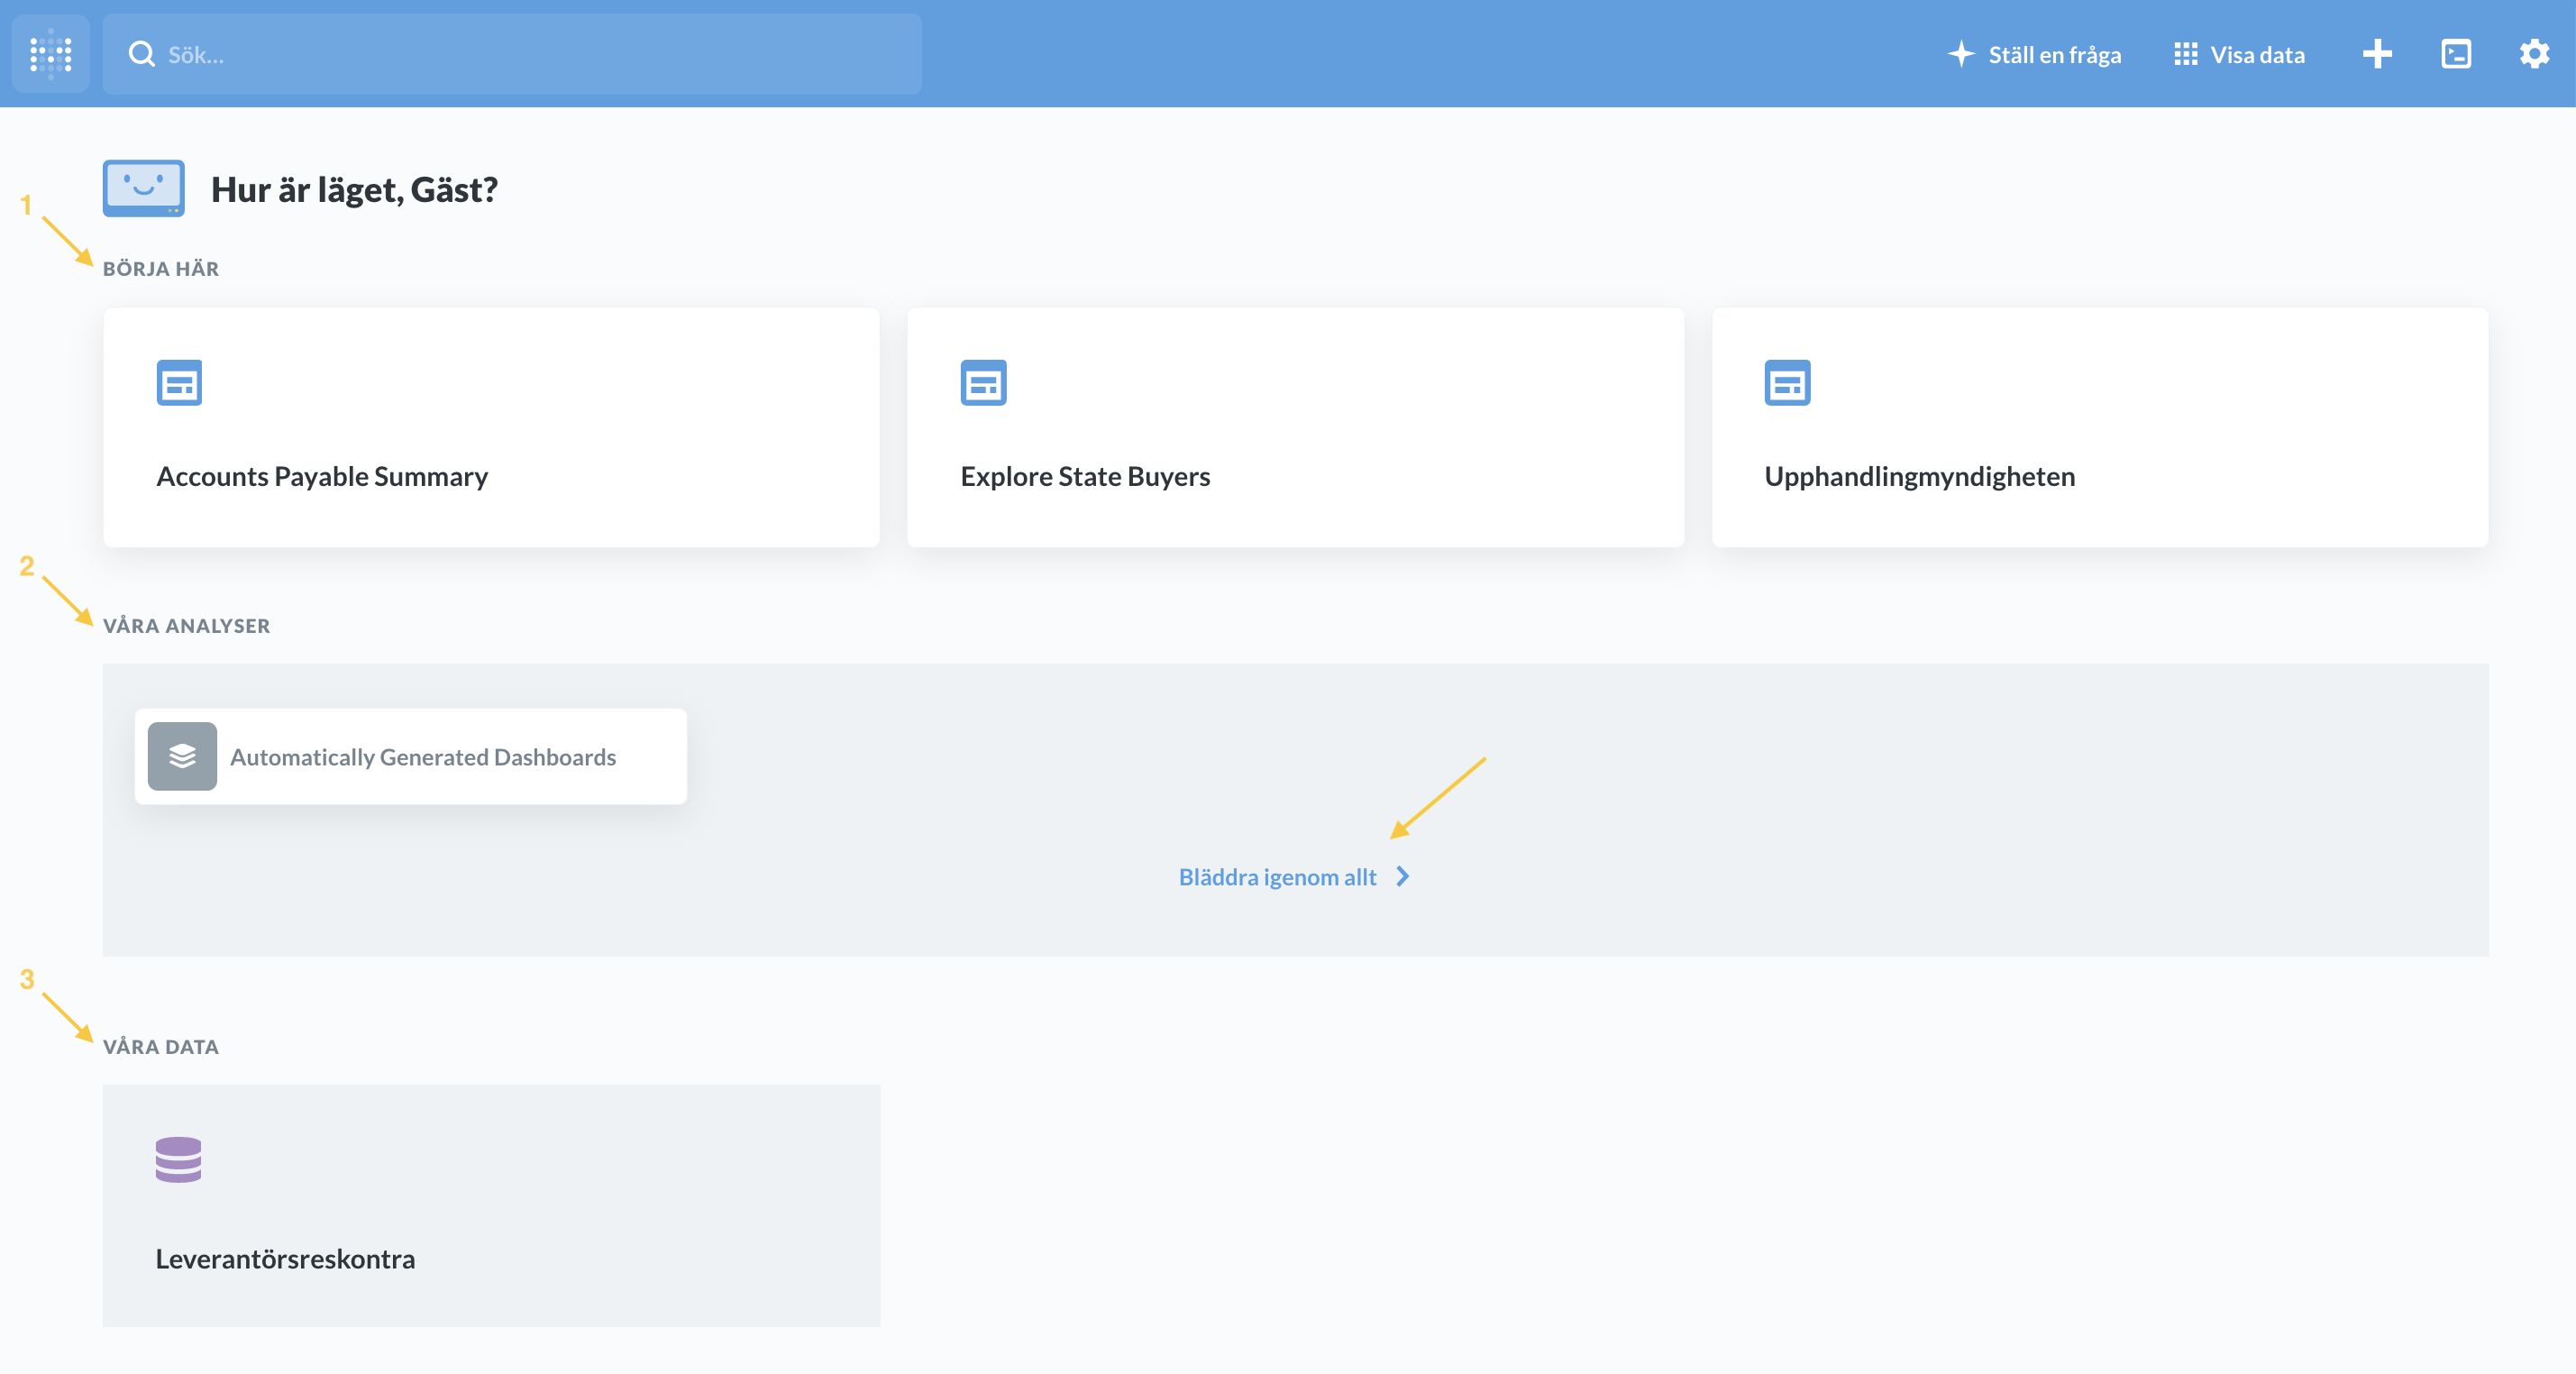 Sök...
Ställ en fråga
Visa data
Hur är läget, Gäst?
1
BÖRJA HÄR
Accounts Payable Summary
Explore State Buyers
Upphandlingmyndigheten
2
VÅRA ANALYSER
Automatically Generated Dashboards
Bläddra igenom allt
3
VÅRA DATA
Leverantörsreskontra